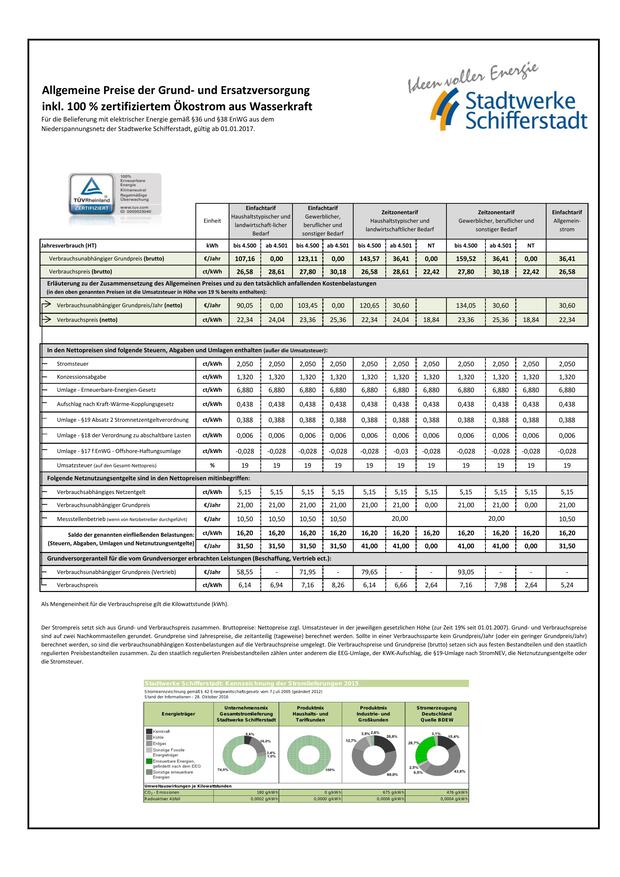 Ideen voller Energie
Stadtwerke
Schifferstadt
Allgemeine Preise der Grund- und Ersatzversorgung
inkl. 100 % zertifiziertem Ökostrom aus Wasserkraft
Für die Belieferung mit elektrischer Energie gemäß §36 und §38 EnWG aus dem
Niederspannungsnetz der Stadtwerke Schifferstadt, gültig ab 01.01.2017.
TÜVRheinland
ZERTIFIZIERT
100%
Erneuerbare
Energie
Klimaneutral
Regelmäßige
Überwachung
www.tuv.com
Einheit
Einfachtarif Haushaltstypischer und landwirtschaft-licher Bedarf
Einfachtarif Gewerblicher, beruflicher und sonstiger Bedarf
Zeitzonentarif Haushaltstypischer und landwirtschaftlicher Bedarf
Zeitzonentarif Gewerblicher, beruflicher und sonstiger Bedarf
Einfachtarif Allgemein-strom
Jahresverbrauch (HT) kWh bis 4.500 ab 4.501 bis 4.500 ab 4.501 bis 4.500 ab 4.501 NT bis 4.500 ab 4.501 NT
Verbrauchsunabhängiger Grundpreis (brutto) €/Jahr 107,16 0,00 123,11 0,00 143,57 36,41 0,00 159,52 36,41 0,00 36,41
Verbrauchspreis (brutto) ct/kWh 26,58 28,61 27,80 30,18 26,58 28,61 22,42 27,80 30,18 22,42 26,58
Erläuterung zu der Zusammensetzung des Allgemeinen Preises und zu den tatsächlich anfallenden Kostenbelastungen
(in den oben genannten Preisen ist die Umsatzsteuer in Höhe von 19 % bereits enthalten):
Verbrauchsunabhängiger Grundpreis/Jahr (netto) €/Jahr 90,05 0,00 103,45 0,00 120,65 30,60 134,05 30,60 30,60
Verbrauchspreis (netto) ct/kWh 22,34 24,04 23,36 25,36 22,34 24,04 18,84 23,36 25,36 18,84 22,34
In den Nettopreisen sind folgende Steuern, Abgaben und Umlagen enthalten (außer die Umsatzsteuer):
Stromsteuer ct/kWh 2,050 2,050 2,050 2,050 2,050 2,050 2,050 2,050 2,050 2,050 2,050
Konzessionsabgabe ct/kWh 1,320 1,320 1,320 1,320 1,320 1,320 1,320 1,320 1,320 1,320 1,320
Umlage - Erneuerbare-Energien-Gesetz ct/kWh 6,880 6,880 6,880 6,880 6,880 6,880 6,880 6,880 6,880 6,880 6,880
Aufschlag nach Kraft-Wärme-Kopplungsgesetz ct/kWh 0,438 0,438 0,438 0,438 0,438 0,438 0,438 0,438 0,438 0,438 0,438
Umlage - §19 Absatz 2 Stromnetzentgeltverordnung ct/kWh 0,388 0,388 0,388 0,388 0,388 0,388 0,388 0,388 0,388 0,388 0,388
Umlage - §18 der Verordnung zu abschaltbare Lasten ct/kWh 0,006 0,006 0,006 0,006 0,006 0,006 0,006 0,006 0,006 0,006 0,006
Umlage - §17 f EnWG - Offshore-Haftungsumlage ct/kWh -0,028 -0,028 -0,028 -0,028 -0,028 -0,03 -0,028 -0,028 -0,028 -0,028 -0,028
Umsatzsteuer (auf den Gesamt-Nettopreis) % 19 19 19 19 19 19 19 19 19 19 19
Folgende Netznutzungsentgelte sind in den Nettopreisen mitinbegriffen:
Verbrauchsabhängiges Netzentgelt ct/kWh 5,15 5,15 5,15 5,15 5,15 5,15 5,15 5,15 5,15 5,15 5,15
Verbrauchsunabhängiger Grundpreis €/Jahr 21,00 21,00 21,00 21,00 21,00 21,00 0,00 21,00 21,00 0,00 21,00
Messstellenbetrieb (wenn von Netzbetreiber durchgeführt) €/Jahr 10,50 10,50 10,50 10,50 20,00 20,00 10,50
Saldo der genannten einfließenden Belastungen: ct/kWh 16,20 16,20 16,20 16,20 16,20 16,20 16,20 16,20 16,20 16,20 16,20
(Steuern, Abgaben, Umlagen und Netznutzungsentgelte) €/Jahr 31,50 31,50 31,50 31,50 41,00 41,00 0,00 41,00 41,00 0,00 31,50
Grundversorgeranteil für die vom Grundversorger erbrachten Leistungen (Beschaffung, Vertrieb ect.):
Verbrauchsunabhängiger Grundpreis (Vertrieb) €/Jahr 58,55 - 71,95 - 79,65 - - 93,05 - - -
Verbrauchspreis ct/kWh 6,14 6,94 7,16 8,26 6,14 6,66 2,64 7,16 7,98 2,64 5,24
Als Mengeneinheit für die Verbrauchspreise gilt die Kilowattstunde (kWh).
Der Strompreis setzt sich aus Grund- und Verbrauchspreis zusammen. Bruttopreise: Nettopreise zzgl. Umsatzsteuer in der jeweiligen gesetzlichen Höhe (zur Zeit 19% seit 01.01.2007). Grund- und Verbrauchspreise
sind auf zwei Nachkommastellen gerundet. Grundpreise sind Jahrespreise, die zeitanteilig (tageweise) berechnet werden. Sollte in einer Verbrauchssparte kein Grundpreis/Jahr (oder ein geringer Grundpreis/Jahr)
berechnet werden, so sind die Verbrauchsunabhängigen Kosten auf die Verbrauchspreise umgelegt. Die Verbrauchspreise und Grundpreise (brutto) setzen sich aus festen Bestandteilen und den staatlich
regulierten Preisbestandteilen zusammen. Zu den staatlich regulierten Preisbestandteilen zählen unter anderem die EEG-Umlage, der KWK-Aufschlag, die §19-Umlage nach StromNEV, die Netznutzungsentgelte oder
die Stromsteuer.
Stadtwerke Schifferstadt: Kennzeichnung der Stromlieferungen 2015
Stromkennzeichnung gemäß § 42 Energiewirtschaftsgesetz vom 7. Juli 2005 (geändert 2012)
Stand der Informationen - 28. Oktober 2016
Energieträger
Unternehmensmix Gesamtstromlieferung Stadtwerke Schifferstadt
Produktmix Haushalts- und Tarifkunden
Produktmix Industrie- und Großkunden
Stromerzeugung Deutschland Quelle BDEW
Kernkraft
Kohle
Erdgas
Sonstige Fossile Energieträger
Erneuerbare Energien, gefördert nach dem EEG
Sonstige erneuerbare Energien
74,0%
100%
12,7%
Umweltauswirkungen je Kilowattstunden
CO₂ - Emissionen 180 g/kWh 0 g/kWh 675 g/kWh 476 g/kWh
Radioaktiver Abfall 0,0002 g/kWh 0,0000 g/kWh 0,0006 g/kWh 0,0004 g/kWh